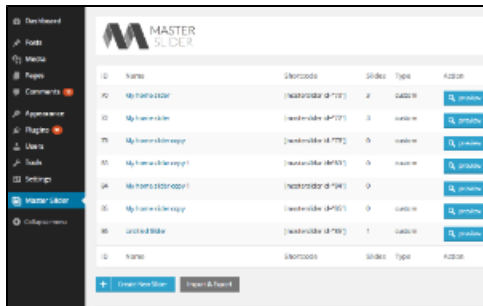 Dashboard
Posts
Media
Pages
Comments
Appearance
Plugins
Users
Tools
Settings
Master Slider
Collapse menu
MASTER
SLIDER
ID Name Shortcode Slides Type Action
My home slider custom preview
My home slider custom preview
My home slider copy custom preview
My home slider copy 1 custom preview
My home slider copy 1 preview
My home slider copy custom preview
Untitled Slider 1 custom preview
ID Name Shortcode Slides Type Action
+ Create New Slider Import & Export